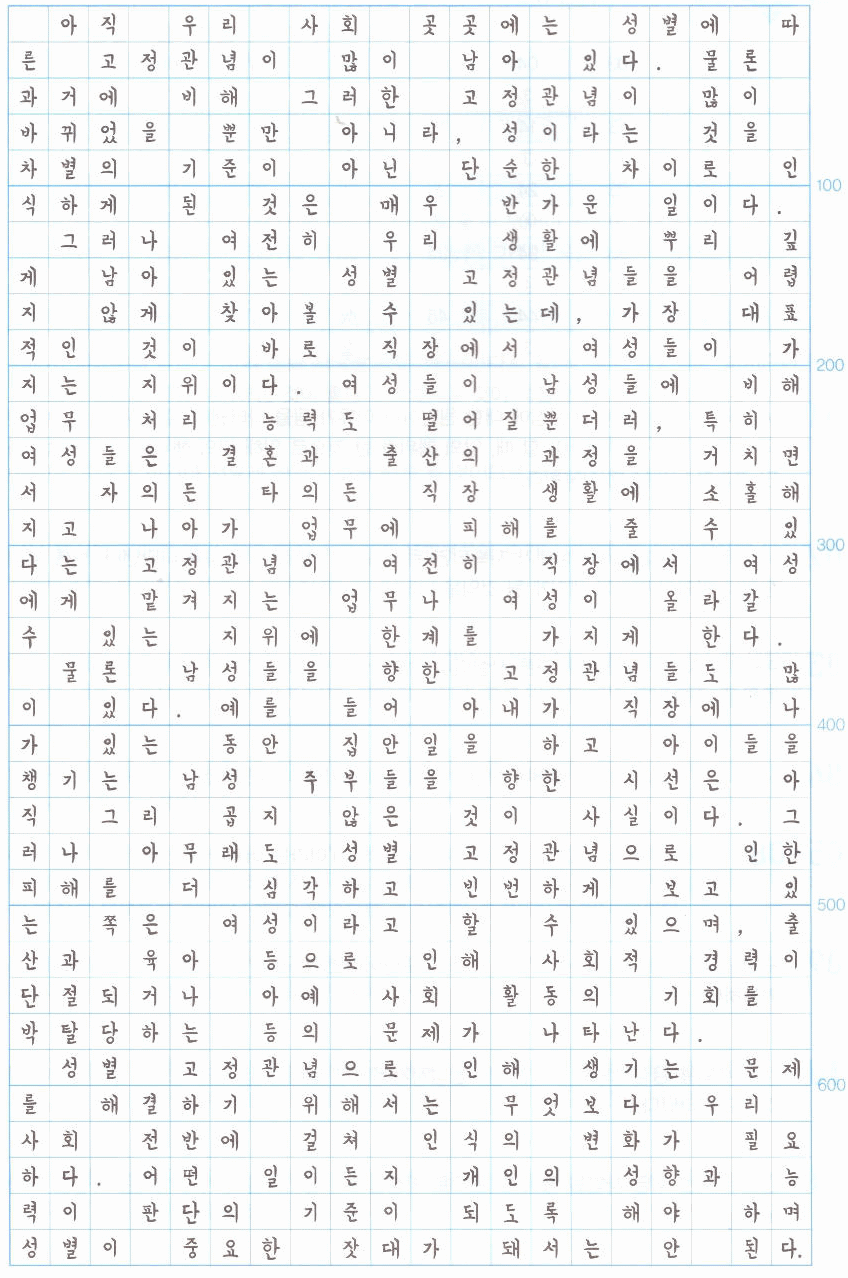 아직 우리 사회 곳곳에는 성별에 따
른 고정관념이 많이 남아 있다. 물론
과거에 비해 그러한 고정관념이 많이
바뀌었을 뿐만 아니라, 성이라는 것을
차별의 기준이 아닌 단순한 차이로 인
100
식하게 된 것은 매우 반가운 일이다.
그러나 여전히 우리 생활에 뿌리 깊
게 남아 있는 성별 고정관념들을 어렵
지 않게 찾아볼 수 있는데, 가장 대표
적인 것이 바로 직장에서 여성들이 가
200
지는 지위이다. 여성들이 남성들에 비해
업무 처리 능력도 떨어질뿐더러, 특히
여성들은 결혼과 출산의 과정을 거치면
서 자의든 타의든 직장 생활에 소홀해
지고 나아가 업무에 피해를 줄 수 있
300
다는 고정관념이 여전히 직장에서 여성
에게 맡겨지는 업무나 여성이 올라갈
수 있는 지위에 한계를 가지게 한다.
물론 남성들을 향한 고정관념들도 많
이 있다. 예를 들어 아내가 직장에 나
400
가 있는 동안 집안일을 하고 아이들을
챙기는 남성 주부들을 향한 시선은 아
직 그리 곱지 않은 것이 사실이다. 그
러나 아무래도 성별 고정관념으로 인한
피해를 더 심각하고 빈번하게 보고 있
500
는 쪽은 여성이라고 할 수 있으며, 출
산과 육아 등으로 인해 사회적 경력이
단절되거나 아예 사회 활동의 기회를
박탈당하는 등의 문제가 나타난다.
성별 고정관념으로 인해 생기는 문제
600
를 해결하기 위해서는 무엇보다 우리
사회 전반에 걸쳐 인식의 변화가 필요
하다. 어떤 일이든지 개인의 성향과 능
력이 판단의 기준이 되도록 해야 하며
성별이 중요한 잣대가 돼서는 안 된다.